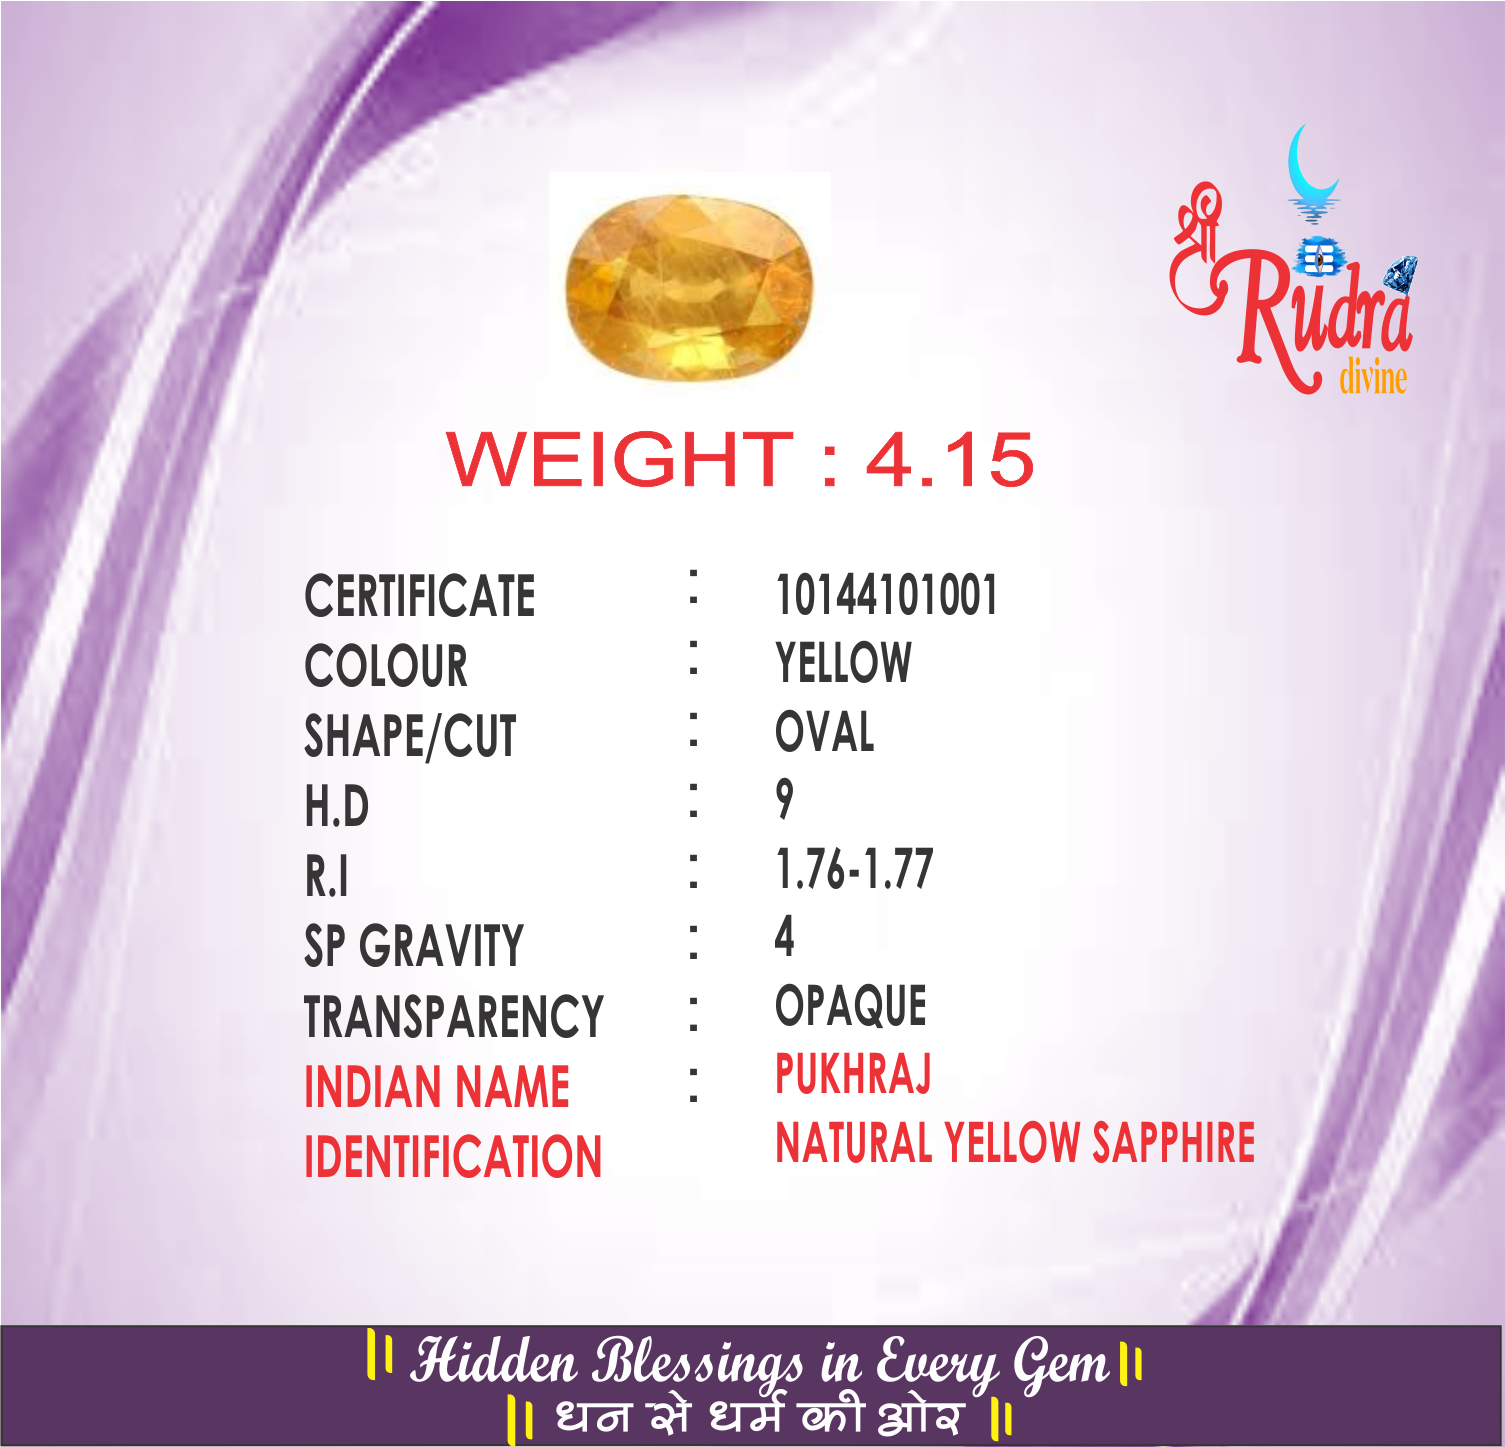 श्री
Rudra
divine
WEIGHT : 4.15
CERTIFICATE : 10144101001
COLOUR : YELLOW
SHAPE/CUT : OVAL
H.D : 9
R.I : 1.76-1.77
SP GRAVITY : 4
TRANSPARENCY : OPAQUE
INDIAN NAME : PUKHRAJ
IDENTIFICATION NATURAL YELLOW SAPPHIRE
|| Hidden Blessings in Every Gem ||
|| धन से धर्म की ओर ||